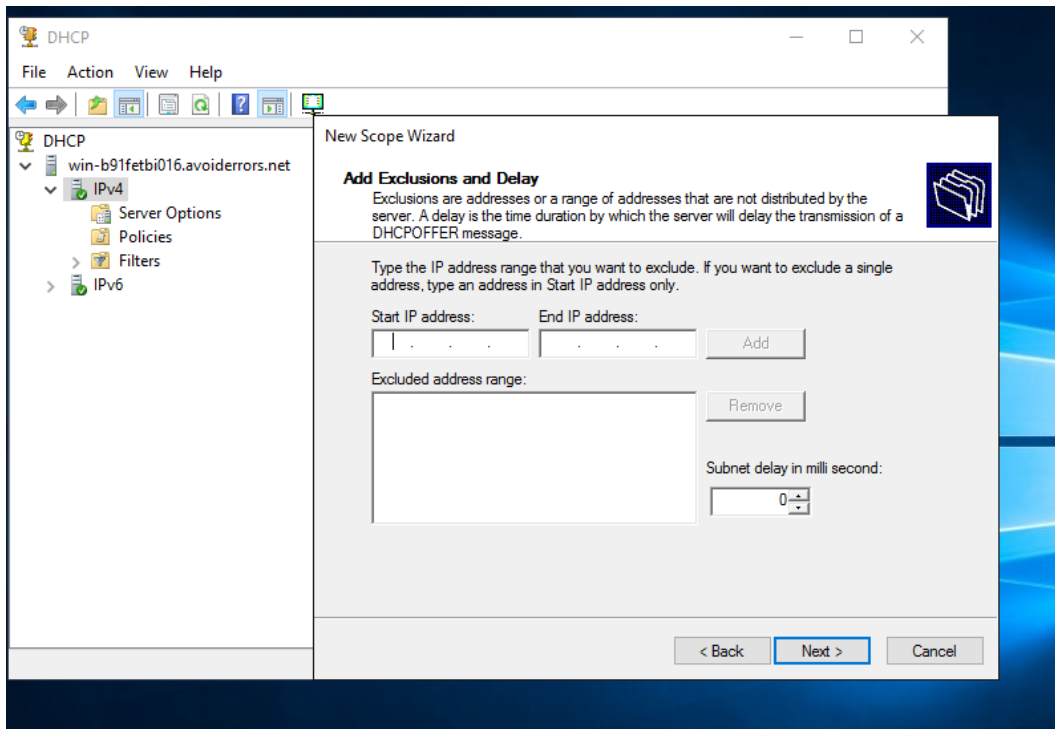 DHCP
File Action View Help
DHCP
win-b91fetbi016.avoiderrors.net
IPv4
Server Options
Policies
Filters
IPv6
New Scope Wizard
Add Exclusions and Delay
Exclusions are addresses or a range of addresses that are not distributed by the
server. A delay is the time duration by which the server will delay the transmission of a
DHCPOFFER message.
Type the IP address range that you want to exclude. If you want to exclude a single
address, type an address in Start IP address only.
Start IP address: End IP address:
. . . . . . Add
Excluded address range:
Remove
Subnet delay in milli second:
0
< Back Next > Cancel